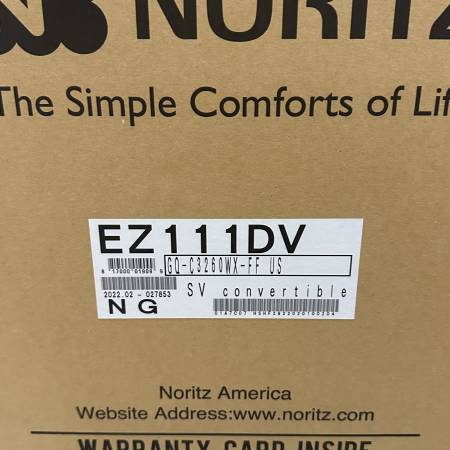 NORITZ
The Simple Comforts of Lif
EZ111DV
GQ-C3260WX-FF US
2022.02 - 027853
SV convertible
NG
Noritz America
Website Address:www.noritz.com
WARRANTY CARD INSIDE